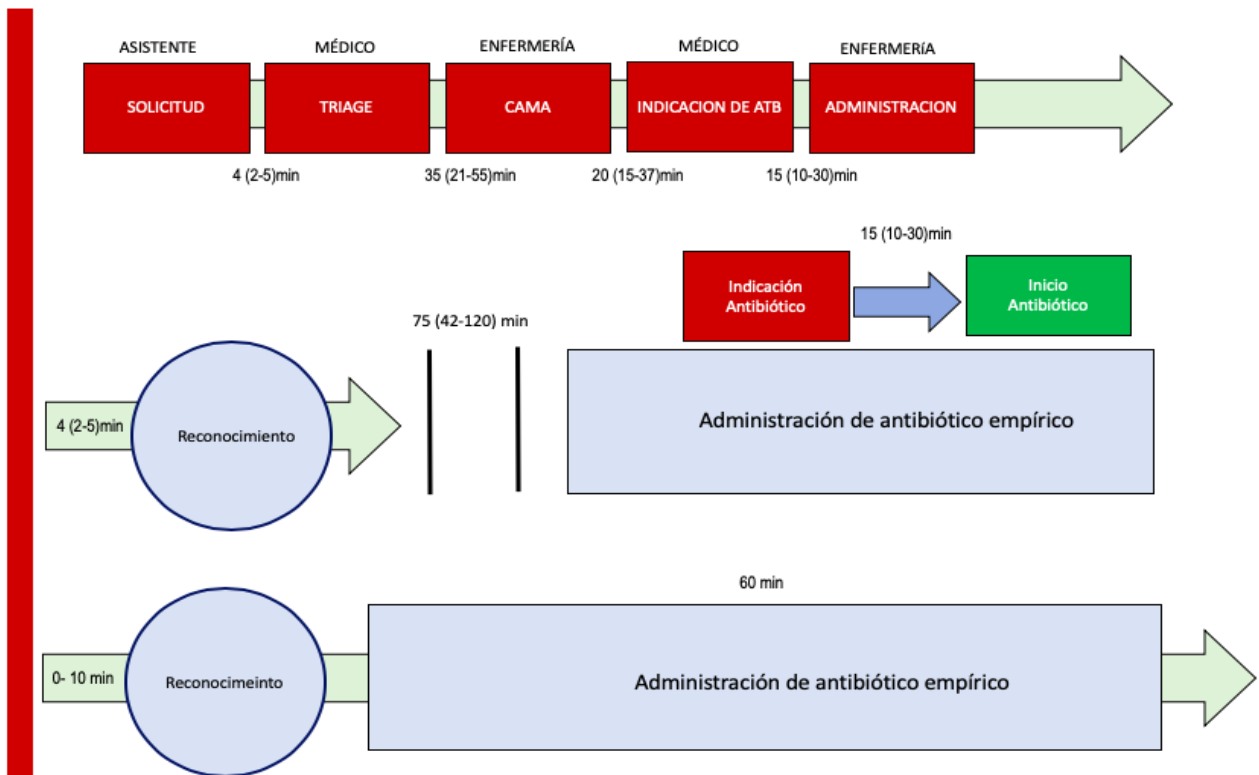 ASISTENTE
MÉDICO
ENFERMERÍA
MÉDICO
ENFERMERÍA
SOLICITUD
TRIAGE
CAMA
INDICACION DE ATB
ADMINISTRACION
4 (2-5)min
35 (21-55)min
20 (15-37)min
15 (10-30)min
15 (10-30)min
Indicación
Antibiótico
Inicio
Antibiótico
75 (42-120) min
4 (2-5)min
Reconocimiento
Administración de antibiótico empírico
60 min
0- 10 min
Reconocimeinto
Administración de antibiótico empírico